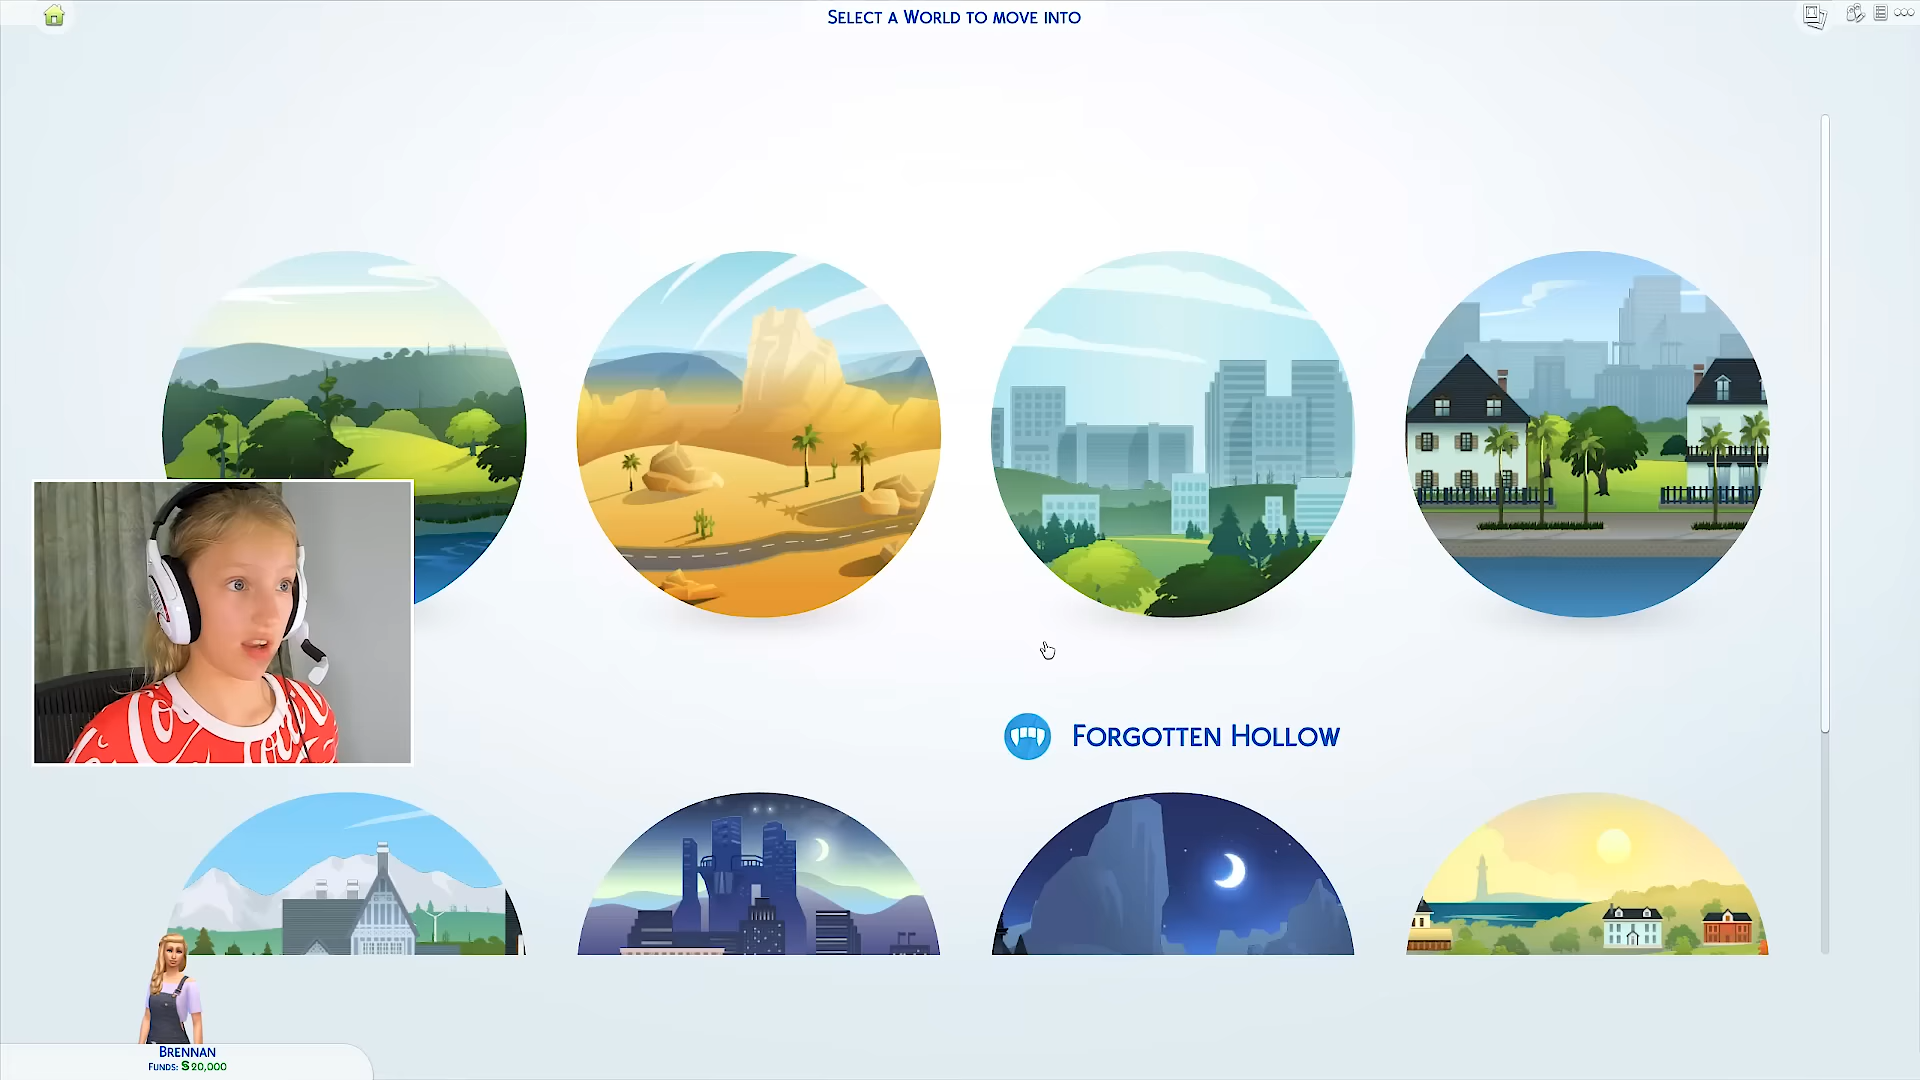 SELECT A WORLD TO MOVE INTO
FORGOTTEN HOLLOW
BRENNAN
FUNDS: §20,000